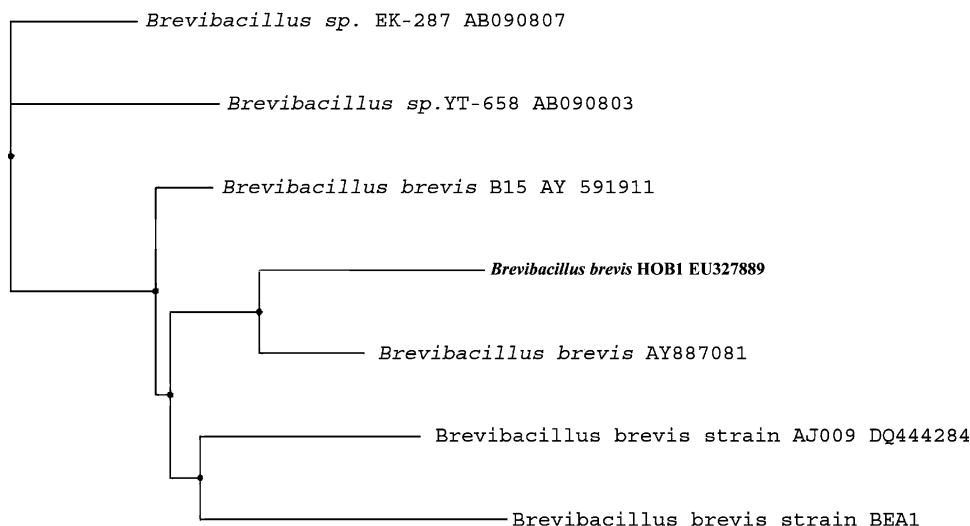 Brevibacillus sp. EK-287 AB090807
Brevibacillus sp.YT-658 AB090803
Brevibacillus brevis B15 AY 591911
Brevibacillus brevis HOB1 EU327889
Brevibacillus brevis AY887081
Brevibacillus brevis strain AJ009 DQ444284
Brevibacillus brevis strain BEA1